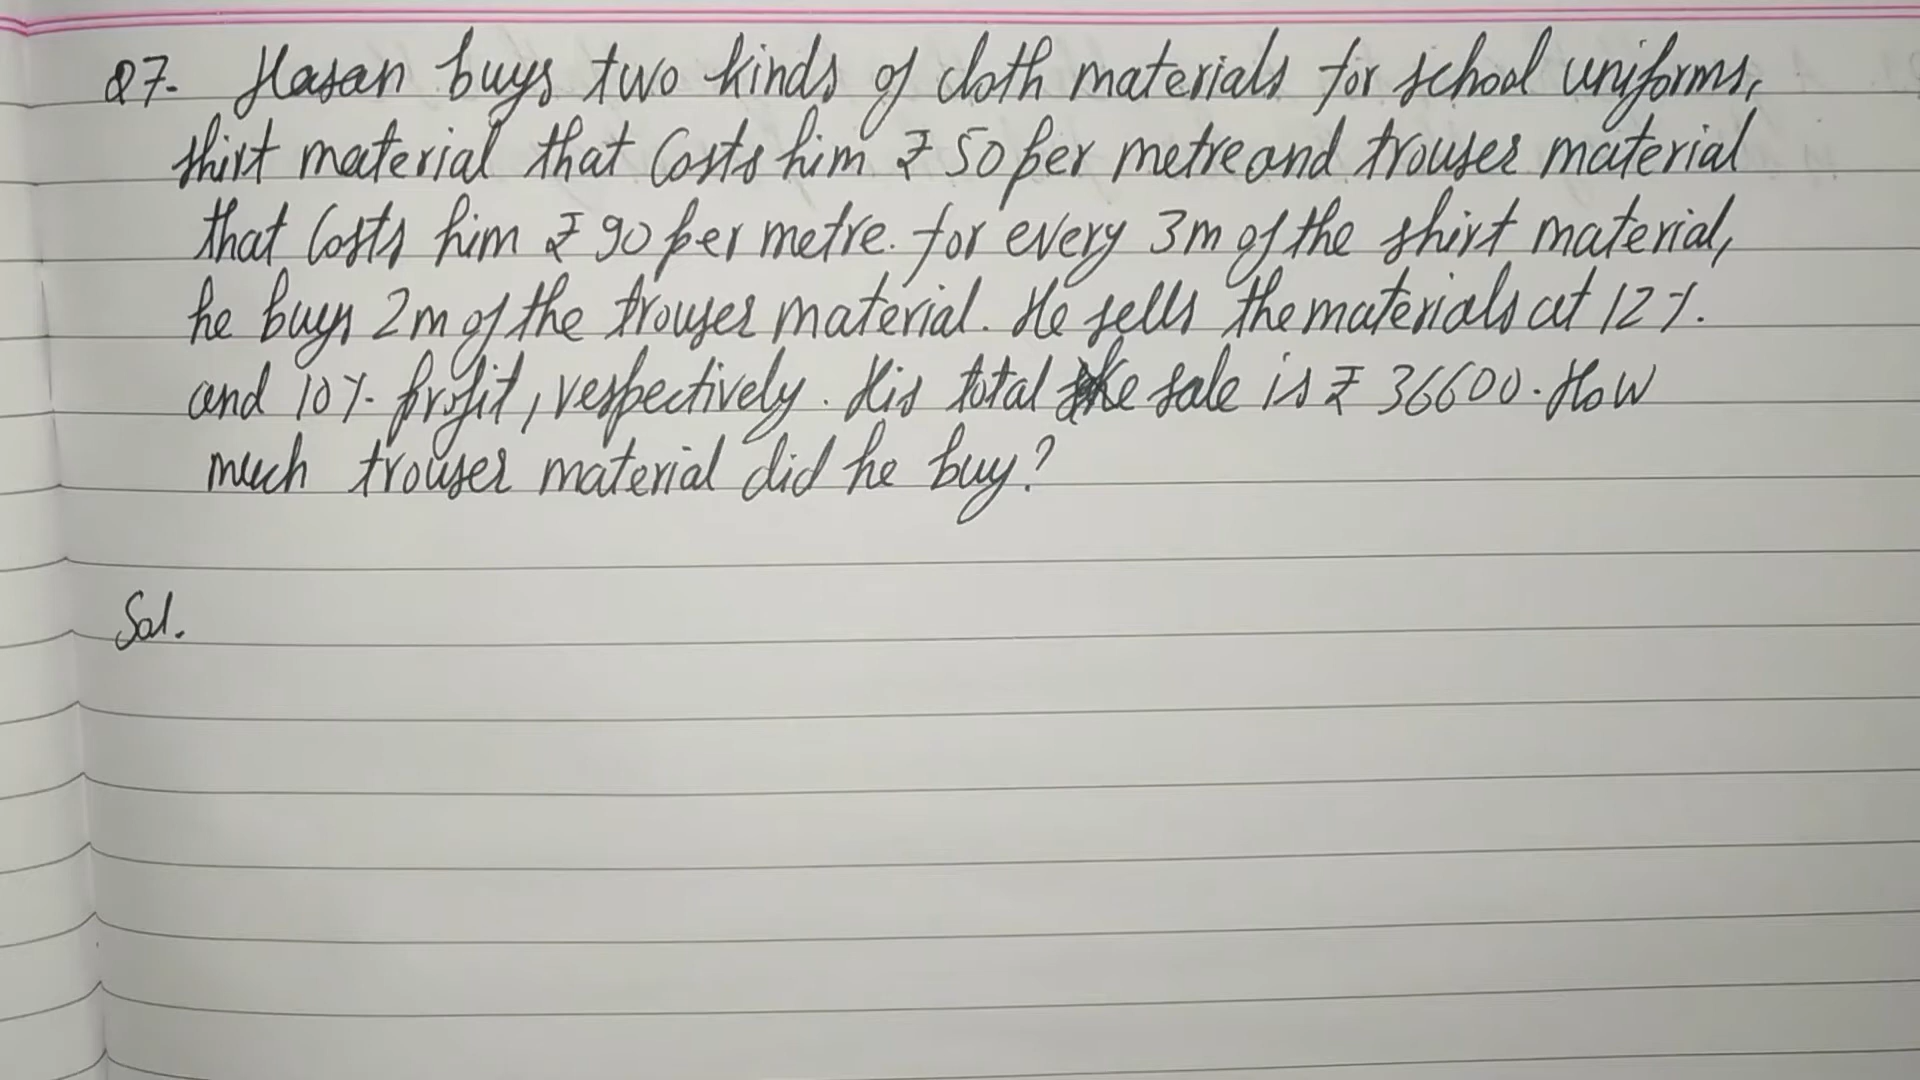 Q7. Hasan buys two kinds of cloth materials for school uniforms,
shirt material that Costs him ₹ 50 per metre and trouser material
that Costs him ₹ 90 per metre. for every 3m of the shirt material,
he buys 2m of the trouser material. He sells the materials at 12%.
and 10% profit, respectively. His total sale is ₹ 36600. How
much trouser material did he buy?
Sol.